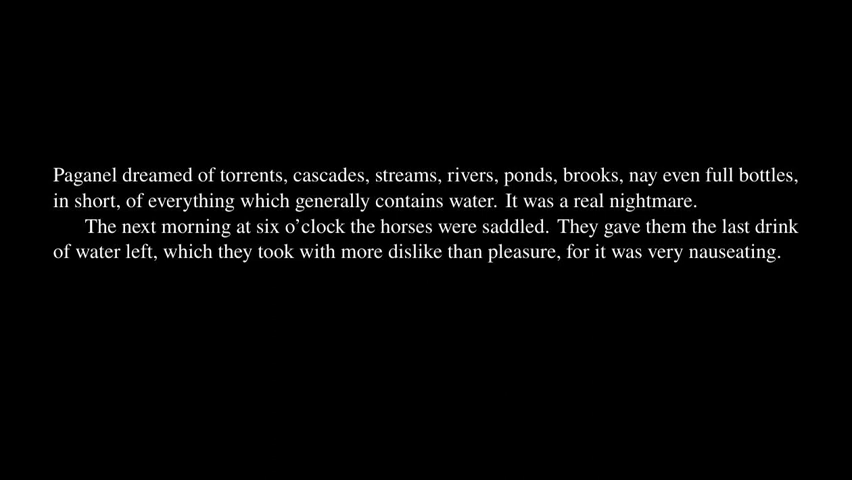 Paganel dreamed of torrents, cascades, streams, rivers, ponds, brooks, nay even full bottles,
in short, of everything which generally contains water. It was a real nightmare.
The next morning at six o’clock the horses were saddled. They gave them the last drink
of water left, which they took with more dislike than pleasure, for it was very nauseating.